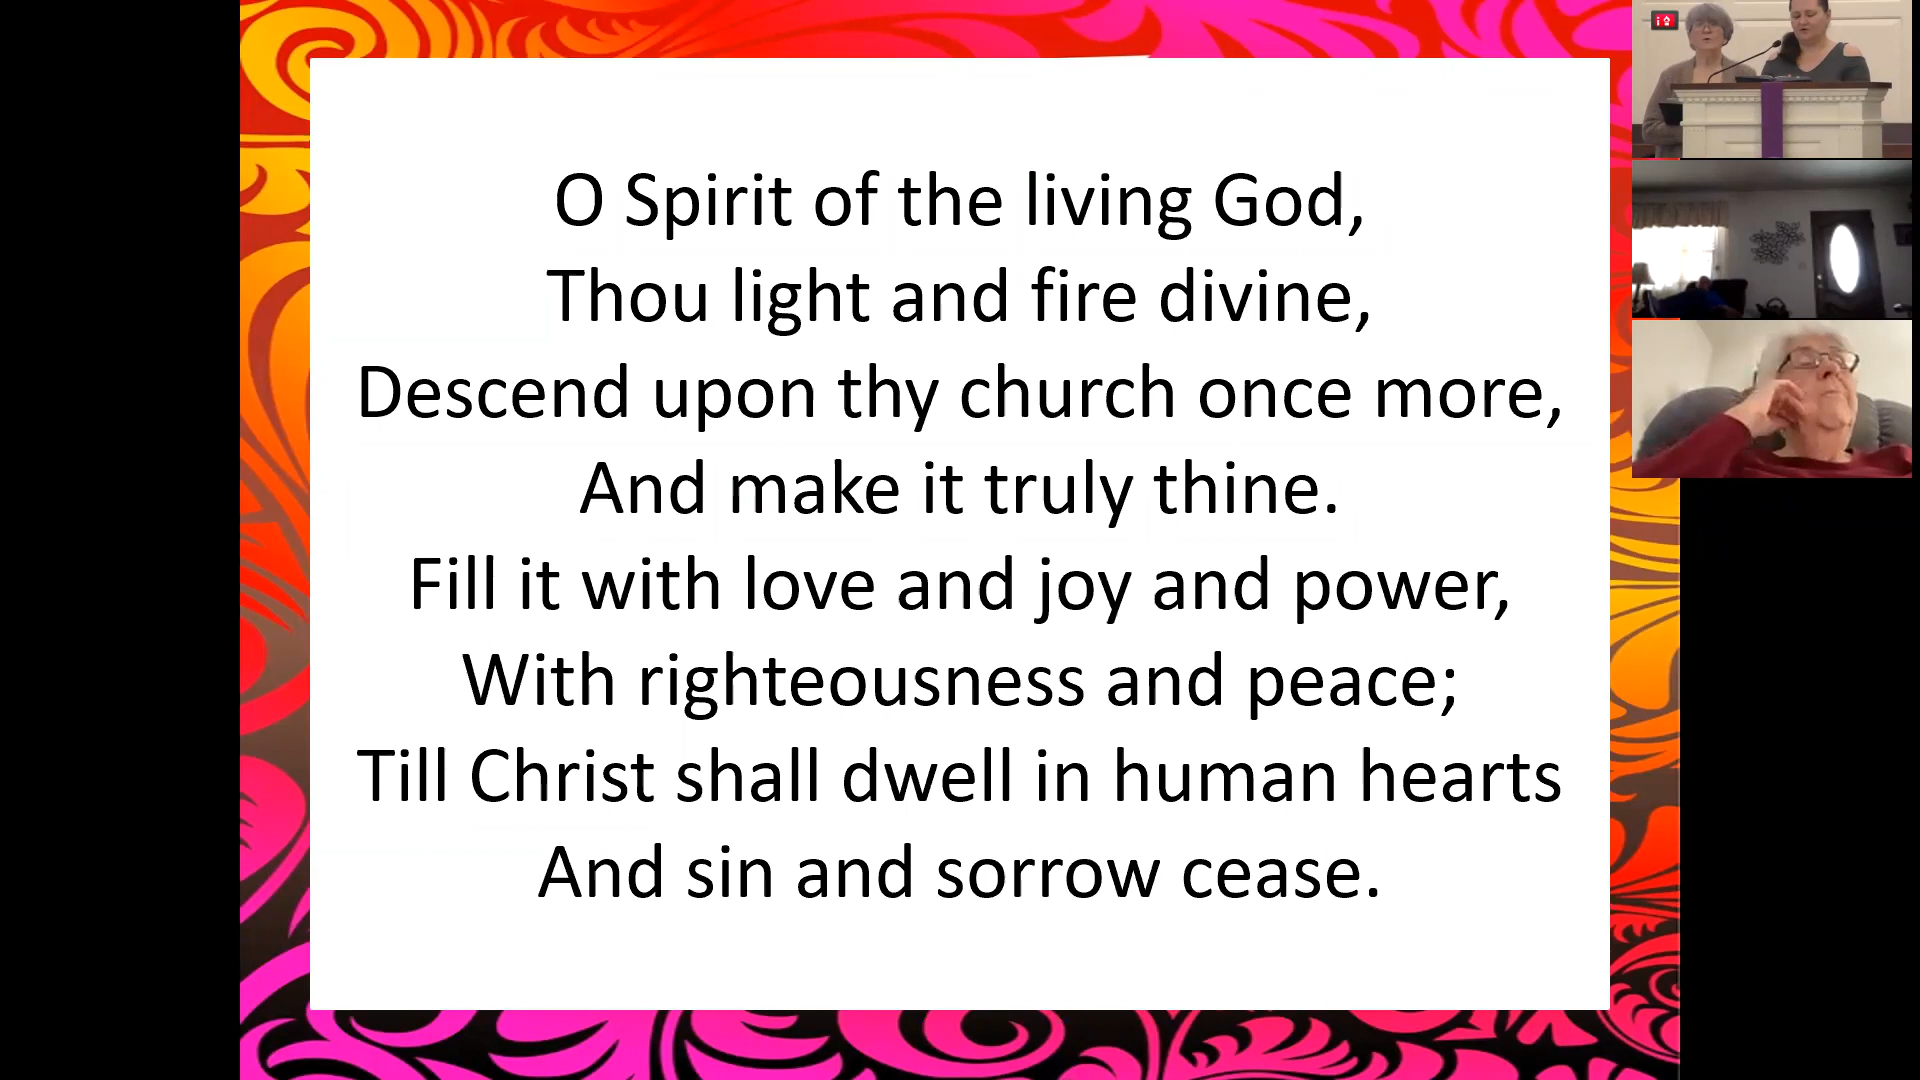 O Spirit of the living God,
Thou light and fire divine,
Descend upon thy church once more,
And make it truly thine.
Fill it with love and joy and power,
With righteousness and peace;
Till Christ shall dwell in human hearts
And sin and sorrow cease.